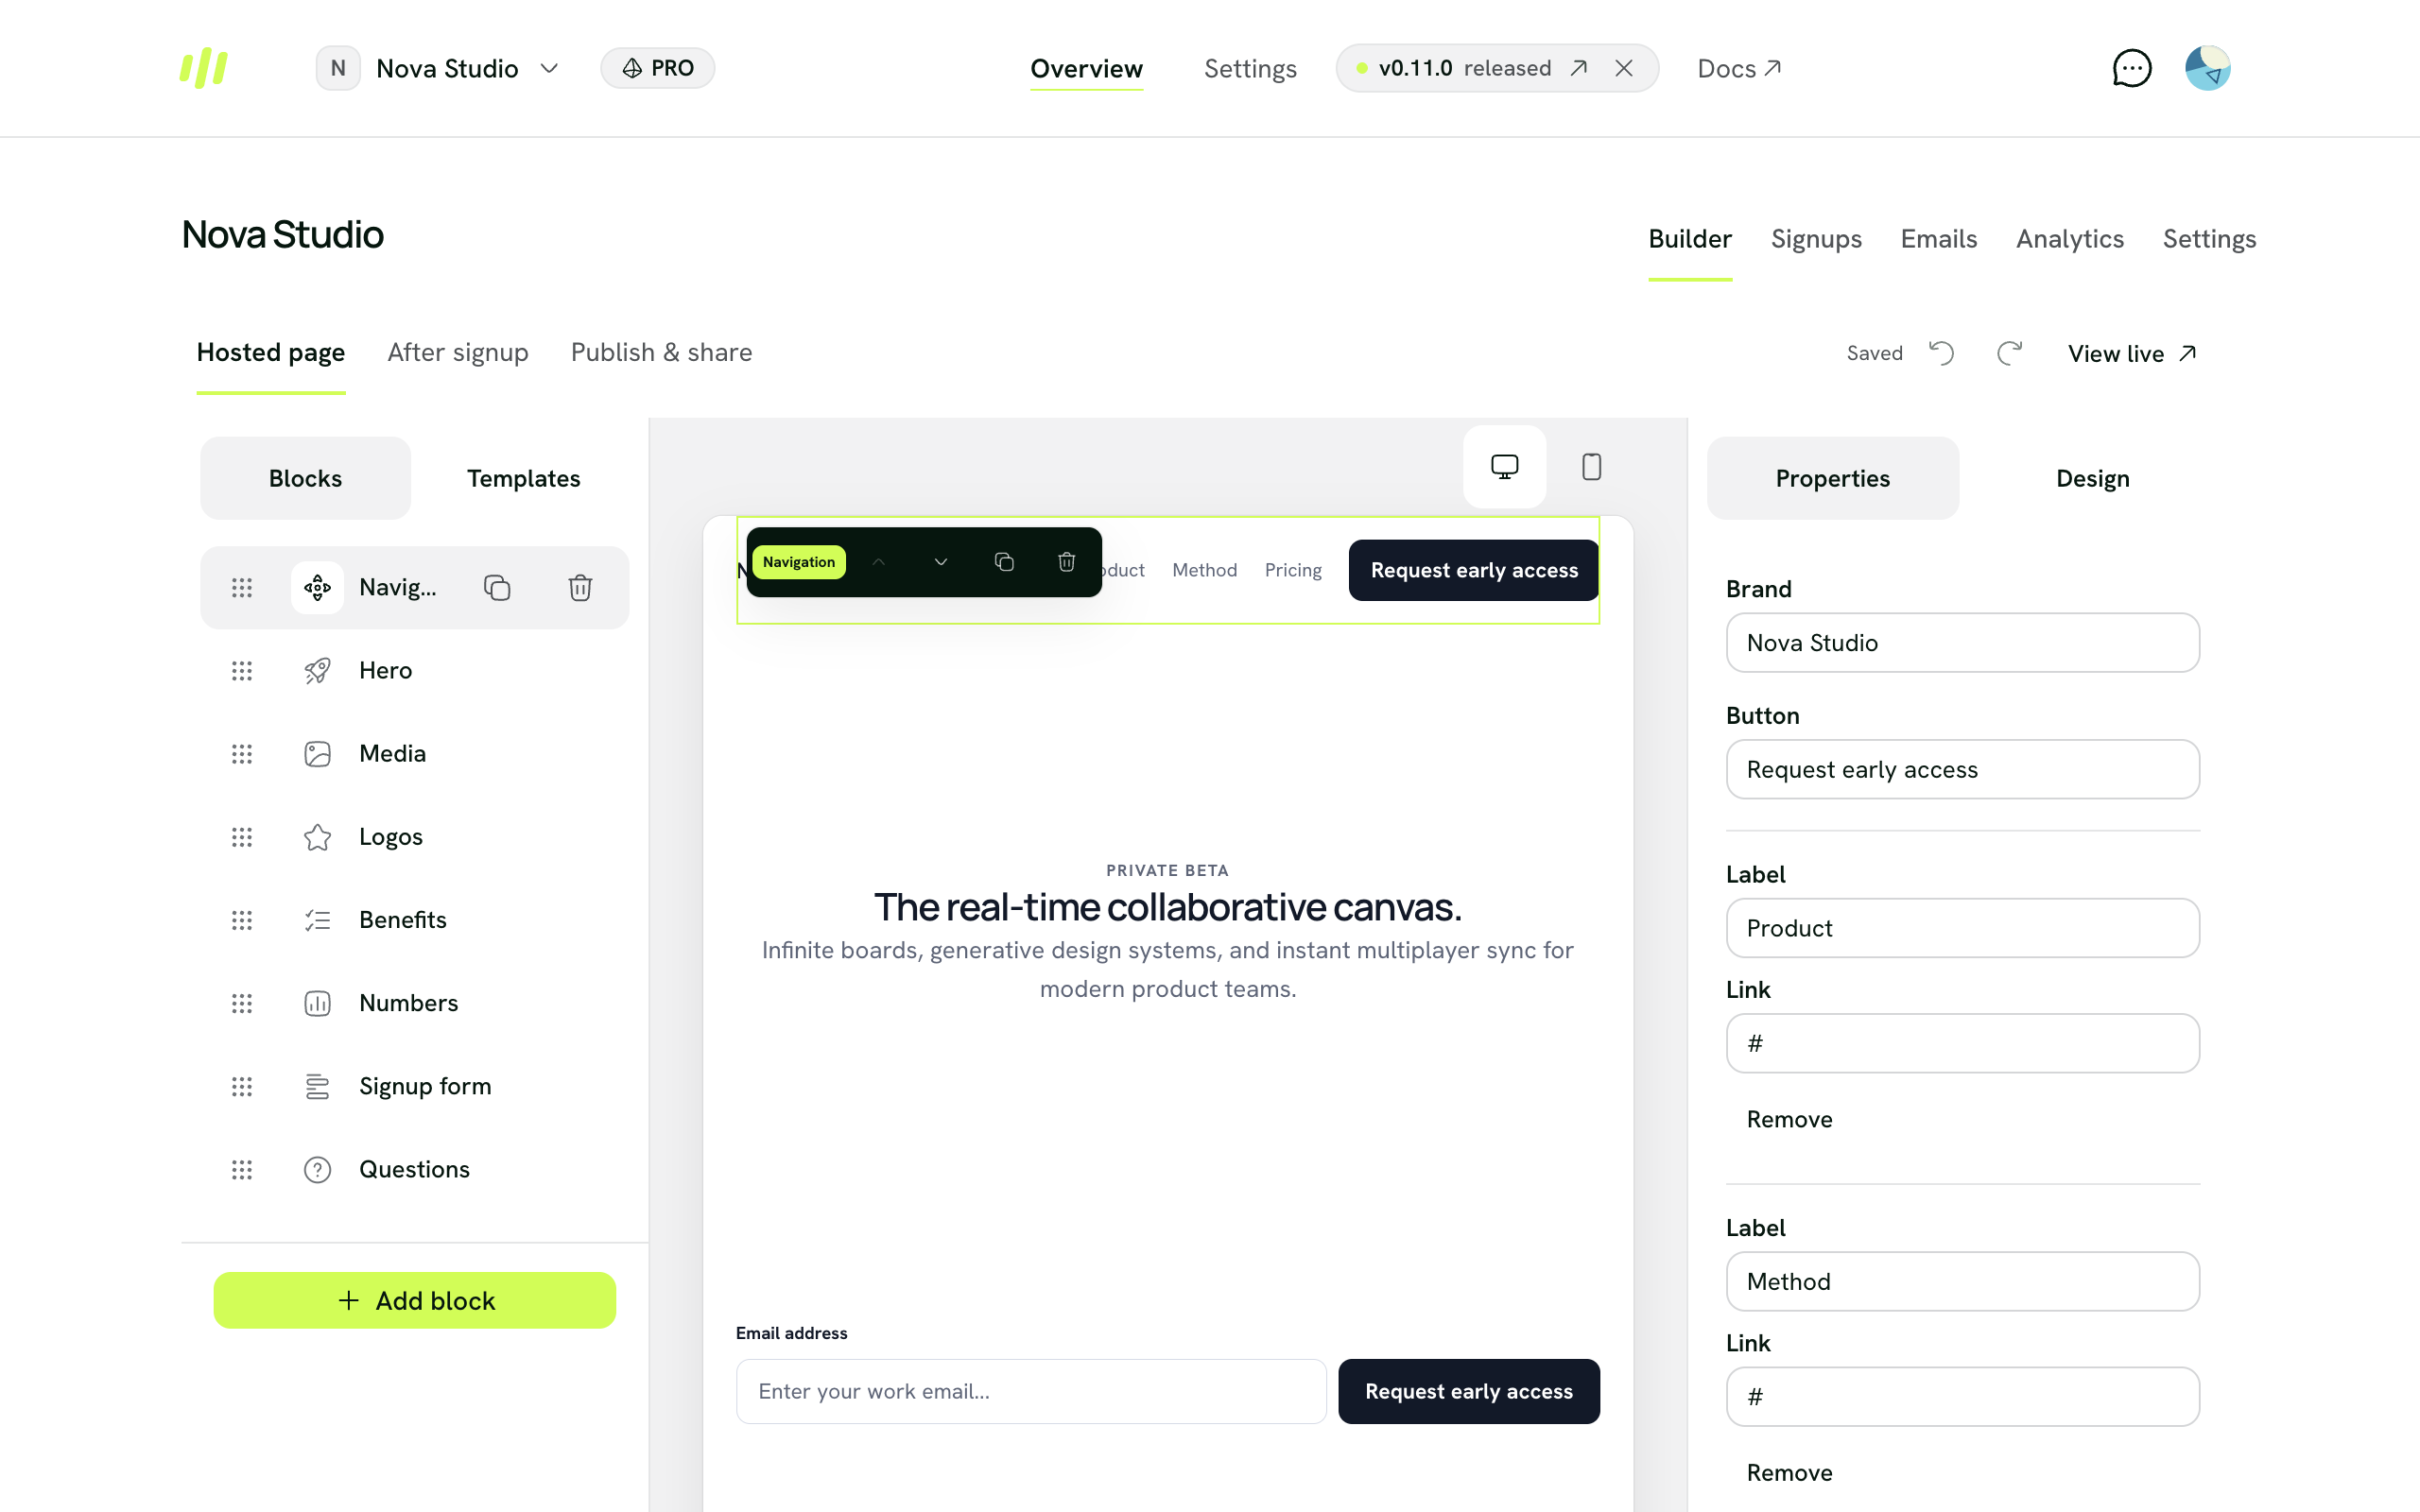 N Nova Studio PRO Overview Settings v0.11.0 released Docs
Nova Studio
Builder Signups Emails Analytics Settings
Hosted page After signup Publish & share Saved View live
Blocks Templates
Navig...
Hero
Media
Logos
Benefits
Numbers
Signup form
Questions
Add block
Navigation
oduct Method Pricing Request early access
PRIVATE BETA
The real-time collaborative canvas.
Infinite boards, generative design systems, and instant multiplayer sync for
modern product teams.
Email address
Enter your work email... Request early access
Properties Design
Brand
Nova Studio
Button
Request early access
Label
Product
Link
#
Remove
Label
Method
Link
#
Remove